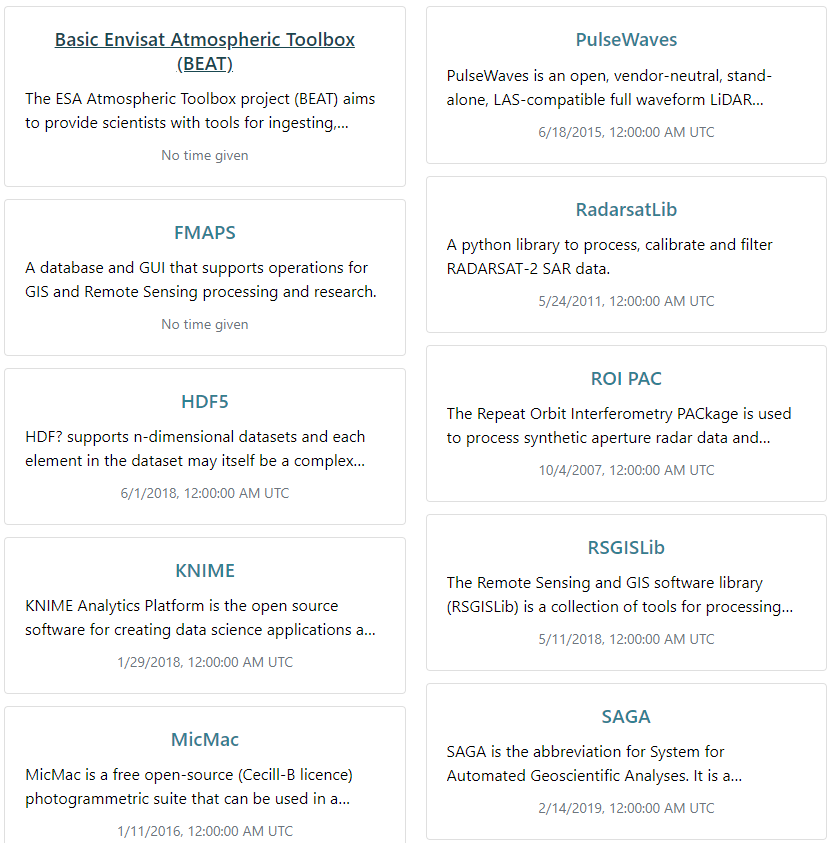 Basic Envisat Atmospheric Toolbox
(BEAT)
The ESA Atmospheric Toolbox project (BEAT) aims
to provide scientists with tools for ingesting,...
No time given
FMAPS
A database and GUI that supports operations for
GIS and Remote Sensing processing and research.
No time given
HDF5
HDF? supports n-dimensional datasets and each
element in the dataset may itself be a complex...
6/1/2018, 12:00:00 AM UTC
KNIME
KNIME Analytics Platform is the open source
software for creating data science applications a...
1/29/2018, 12:00:00 AM UTC
MicMac
MicMac is a free open-source (Cecill-B licence)
photogrammetric suite that can be used in a...
1/11/2016, 12:00:00 AM UTC
PulseWaves
PulseWaves is an open, vendor-neutral, stand-
alone, LAS-compatible full waveform LiDAR...
6/18/2015, 12:00:00 AM UTC
RadarsatLib
A python library to process, calibrate and filter
RADARSAT-2 SAR data.
5/24/2011, 12:00:00 AM UTC
ROI PAC
The Repeat Orbit Interferometry PACkage is used
to process synthetic aperture radar data and...
10/4/2007, 12:00:00 AM UTC
RSGISLib
The Remote Sensing and GIS software library
(RSGISLib) is a collection of tools for processing...
5/11/2018, 12:00:00 AM UTC
SAGA
SAGA is the abbreviation for System for
Automated Geoscientific Analyses. It is a...
2/14/2019, 12:00:00 AM UTC